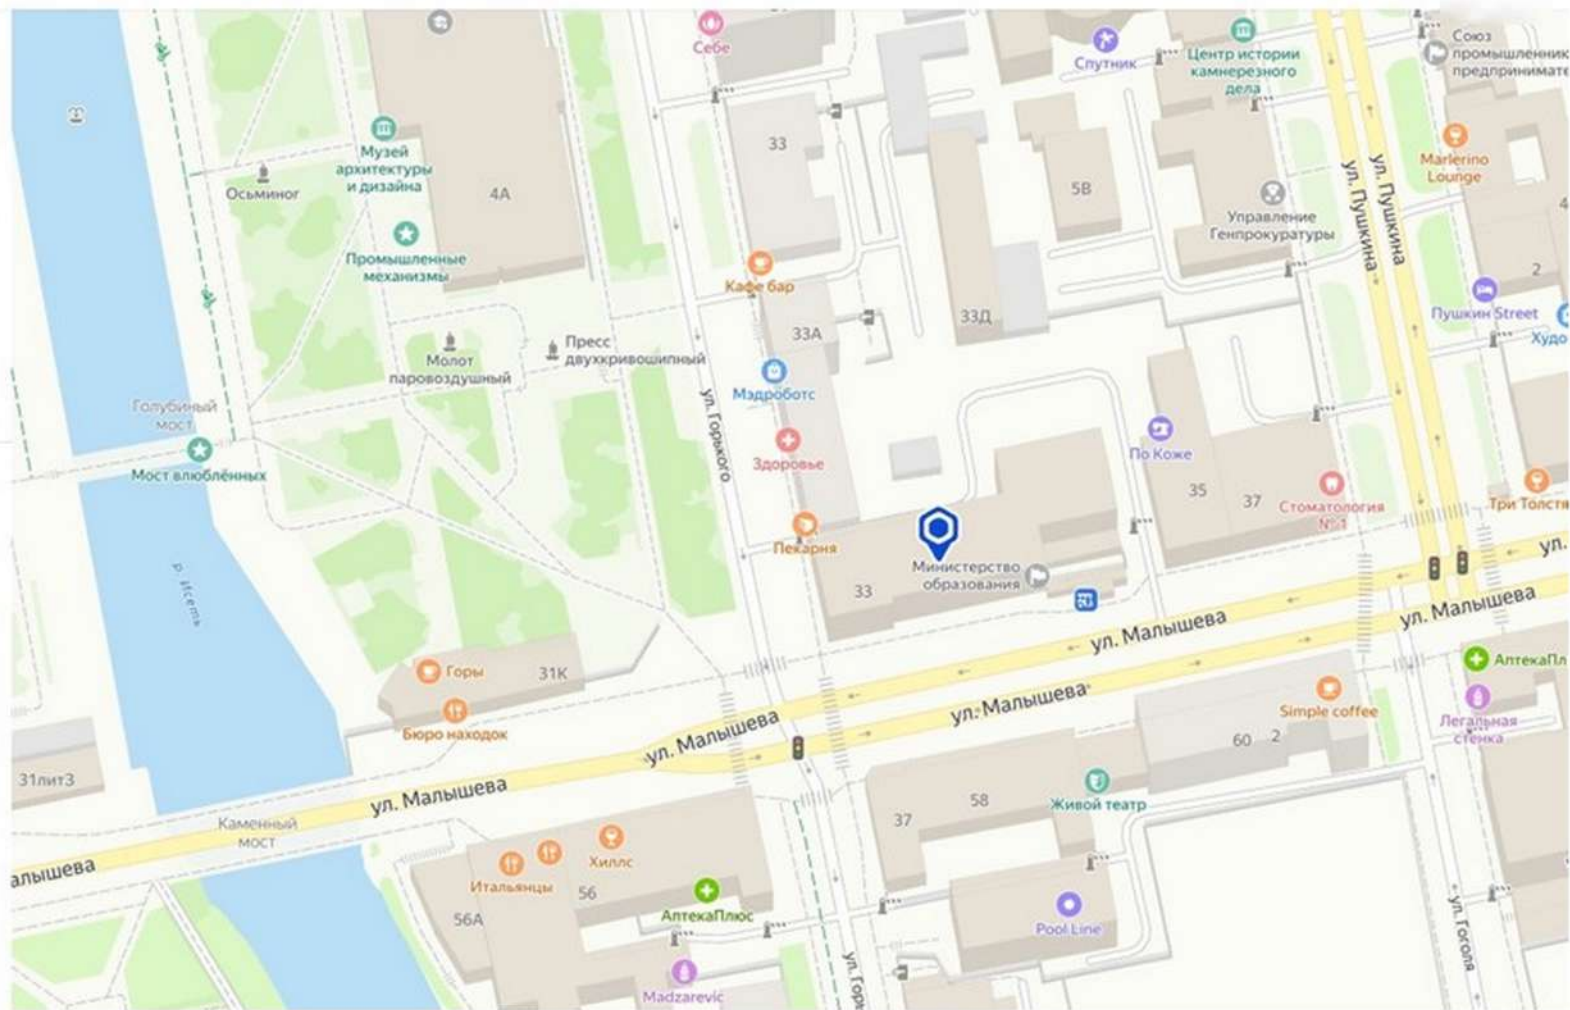 Себе
Спутник
Центр истории
камнерезного
дела
Союз
промышленник
предпринимате
33
Музей
архитектуры
и дизайна
Осьминог
4А
5В
Marlerino
Lounge
4
Управление
Генпрокуратуры
ул. Пушкина
ул. Пушкина
Промышленные
механизмы
Кафе бар
2
Пушкин Street
33А
33Д
Худо
Молот
паровоздушный
Пресс
двухкривошипный
Мэдроботс
Голубиный
мост
ул. Горького
Мост влюблённых
Здоровье
По Коже
35
37
Стоматология
№ 1
Три Толстя
Пекарня
Министерство
образования
33
ул.
р. Исеть
ул. Малышева
ул. Малышева
Горы
31К
АптекаПл
Бюро находок
ул. Малышева
ул. Малышева
Simple coffee
Легальная
стенка
60
2
31литЗ
ул. Малышева
58
Живой театр
37
Каменный
мост
алышева
Хиллс
Итальянцы
56
56А
АптекаПлюс
Pool Line
ул. Гоголя
ул. Горь
Madzarevic